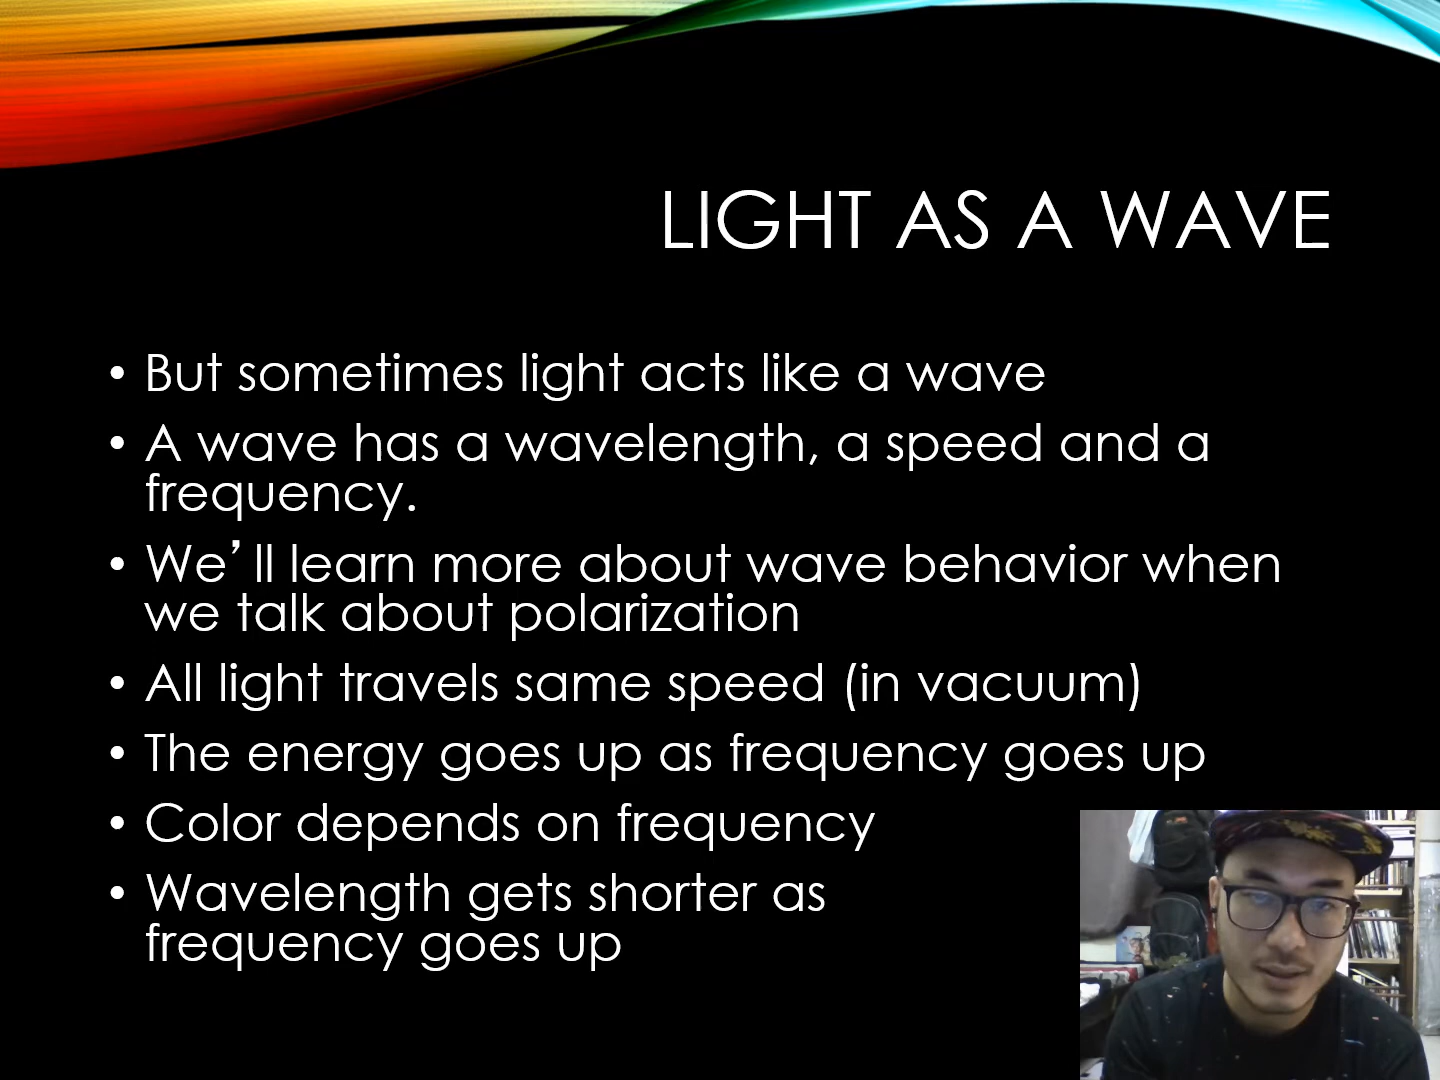 LIGHT AS A WAVE
• But sometimes light acts like a wave
• A wave has a wavelength, a speed and a
frequency.
• We’ll learn more about wave behavior when
we talk about polarization
• All light travels same speed (in vacuum)
• The energy goes up as frequency goes up
• Color depends on frequency
• Wavelength gets shorter as
frequency goes up